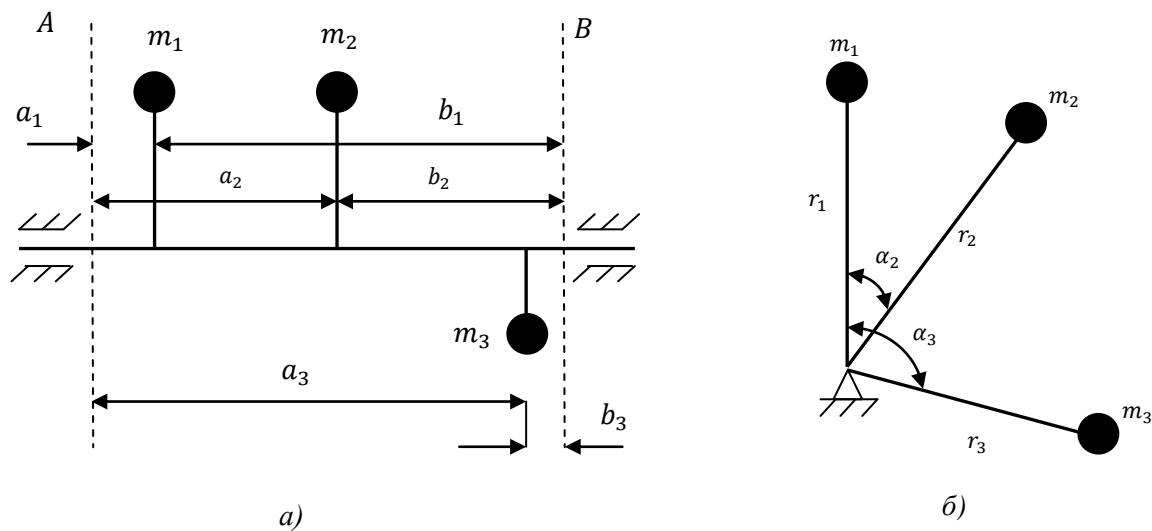 A
m₁
m₂
B
a₁
b₁
a₂
b₂
m₃
a₃
b₃
а)
m₁
m₂
r₁
r₂
α₂
α₃
m₃
r₃
б)